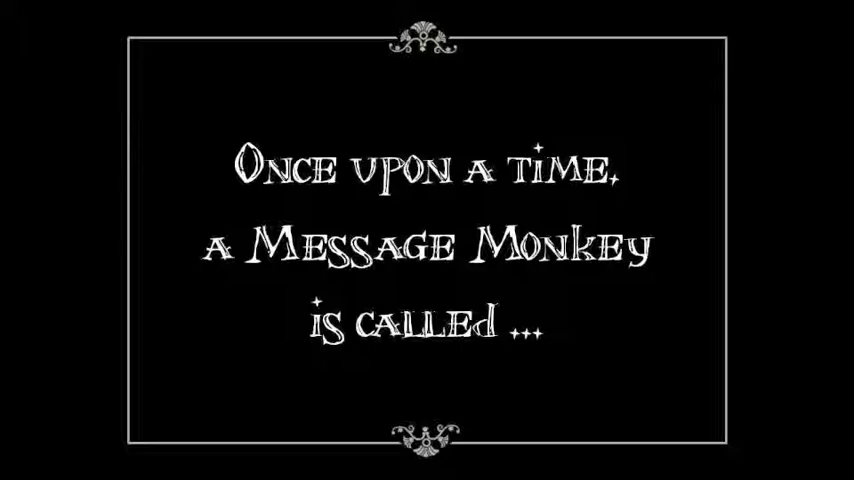 Once upon a time,
a Message Monkey
is called ...